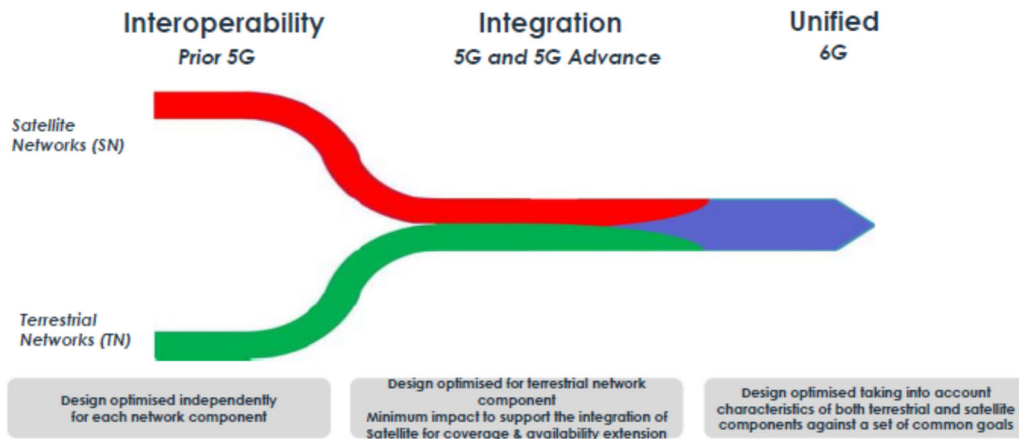 Interoperability
Prior 5G
Integration
5G and 5G Advance
Unified
6G
Satellite
Networks (SN)
Terrestrial
Networks (TN)
Design optimised independently
for each network component
Design optimised for terrestrial network
component
Minimum impact to support the integration of
Satellite for coverage & availability extension
Design optimised taking into account
characteristics of both terrestrial and satellite
components against a set of common goals